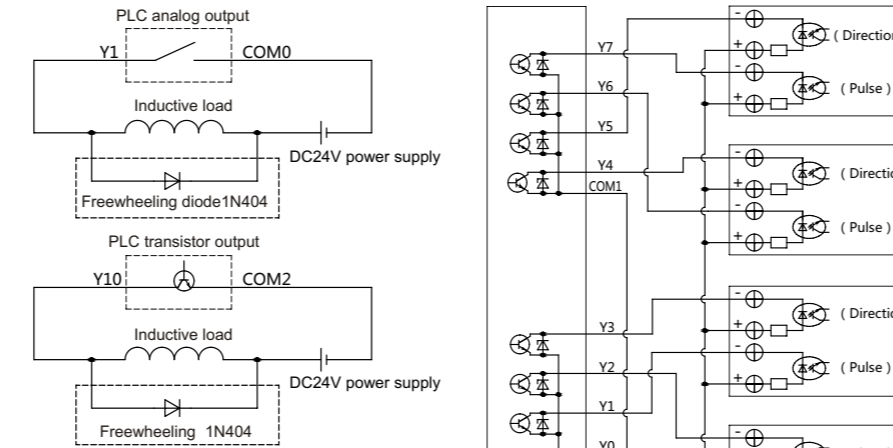 PLC analog output
Y1
COM0
Inductive load
DC24V power supply
Freewheeling diode1N404
PLC transistor output
Y10
COM2
Inductive load
DC24V power supply
Freewheeling 1N404
Y7
Y6
Y5
Y4
COM1
Y3
Y2
Y1
Y0
-
( Direction
+
-
( Pulse )
+
-
( Directio
+
-
( Pulse )
+
-
( Directio
+
-
( Pulse )
+
-